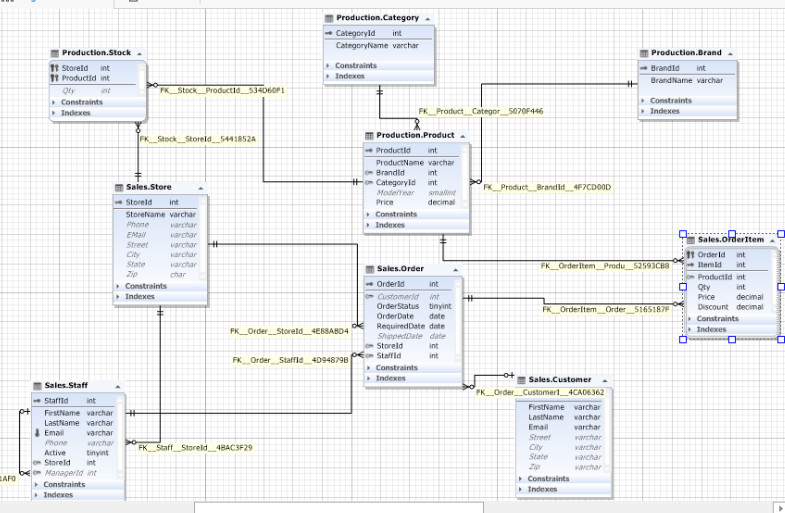 Production.Category
CategoryId int
CategoryName varchar
Constraints
Indexes
Production.Stock
StoreId int
ProductId int
Qty int
Constraints
Indexes
Production.Brand
BrandId int
BrandName varchar
Constraints
Indexes
FK__Stock__ProductId__534D60F1
FK__Product__Categor__5070F446
FK__Stock__StoreId__5441852A
Production.Product
ProductId int
ProductName varchar
BrandId int
CategoryId int
ModelYear smallint
Price decimal
Constraints
Indexes
FK__Product__BrandId__4F7CD00D
Sales.Store
StoreId int
StoreName varchar
Phone varchar
EMail varchar
Street varchar
City varchar
State varchar
Zip char
Constraints
Indexes
Sales.OrderItem
OrderId int
ItemId int
ProductId int
Qty int
Price decimal
Discount decimal
Constraints
Indexes
FK__OrderItem__Produ__52593CB8
FK__OrderItem__Order__5165187F
Sales.Order
OrderId int
CustomerId int
OrderStatus tinyint
OrderDate date
RequiredDate date
ShippedDate date
StoreId int
StaffId int
Constraints
Indexes
FK__Order__StoreId__4E88ABD4
FK__Order__StaffId__4D94879B
Sales.Customer
FK__Order__CustomerI__4CA06362
FirstName varchar
LastName varchar
Email varchar
Street varchar
City varchar
State varchar
Zip varchar
Constraints
Indexes
Sales.Staff
StaffId int
FirstName varchar
LastName varchar
Email varchar
Phone varchar
Active tinyint
StoreId int
ManagerId int
Constraints
Indexes
FK__Staff__StoreId__4BAC3F29
1AF0